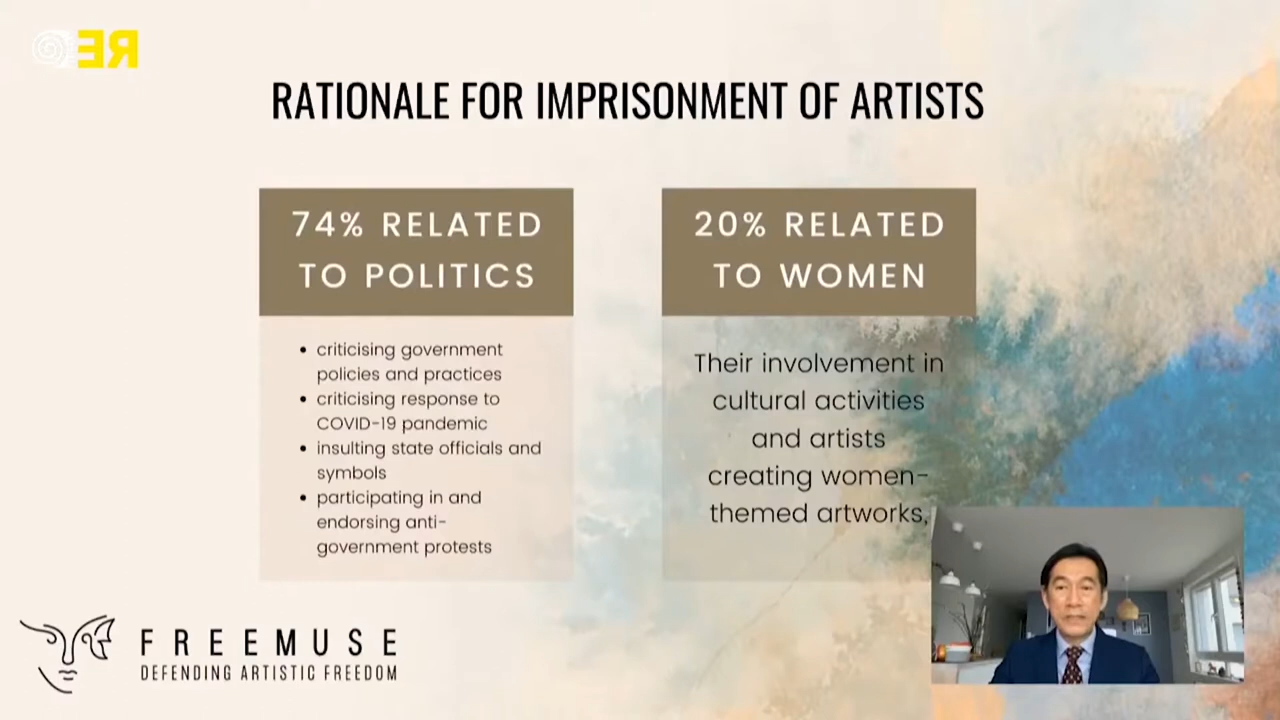 RE
RATIONALE FOR IMPRISONMENT OF ARTISTS
74% RELATED
TO POLITICS
criticising government
policies and practices
criticising response to
COVID-19 pandemic
insulting state officials and
symbols
participating in and
endorsing anti-
government protests
20% RELATED
TO WOMEN
Their involvement in
cultural activities
and artists
creating women-
themed artworks,
FREEMUSE
DEFENDING ARTISTIC FREEDOM